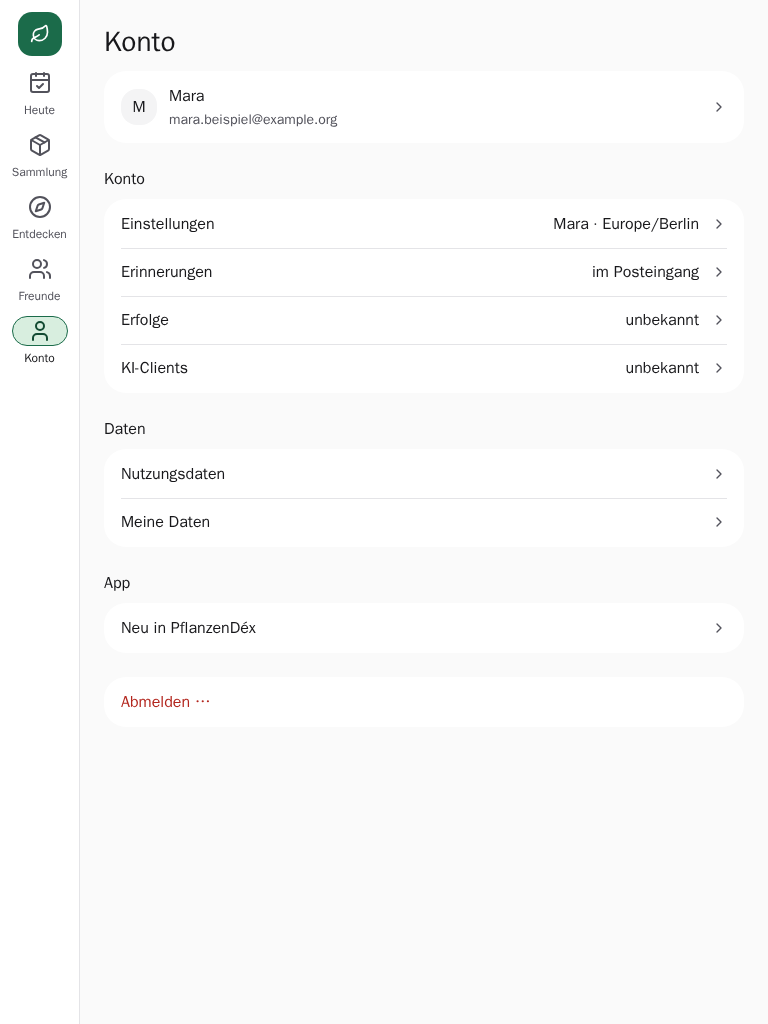 Konto
M
Mara
mara.beispiel@example.org
Heute
Sammlung
Entdecken
Freunde
Konto
Konto
Einstellungen Mara · Europe/Berlin
Erinnerungen im Posteingang
Erfolge unbekannt
KI-Clients unbekannt
Daten
Nutzungsdaten
Meine Daten
App
Neu in PflanzenDéx
Abmelden ···